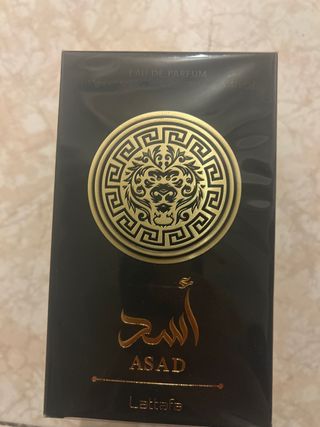 EAU DE PARFUM
أسد
ASAD
Lattafa